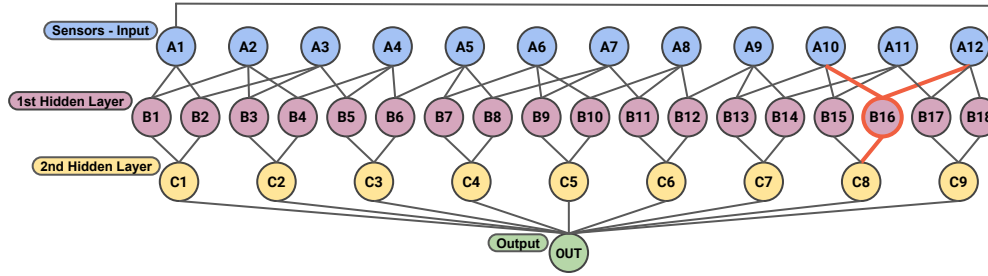 Sensors - Input
A1 A2 A3 A4 A5 A6 A7 A8 A9 A10 A11 A12
1st Hidden Layer
B1 B2 B3 B4 B5 B6 B7 B8 B9 B10 B11 B12 B13 B14 B15 B16 B17 B18
2nd Hidden Layer
C1 C2 C3 C4 C5 C6 C7 C8 C9
Output
OUT